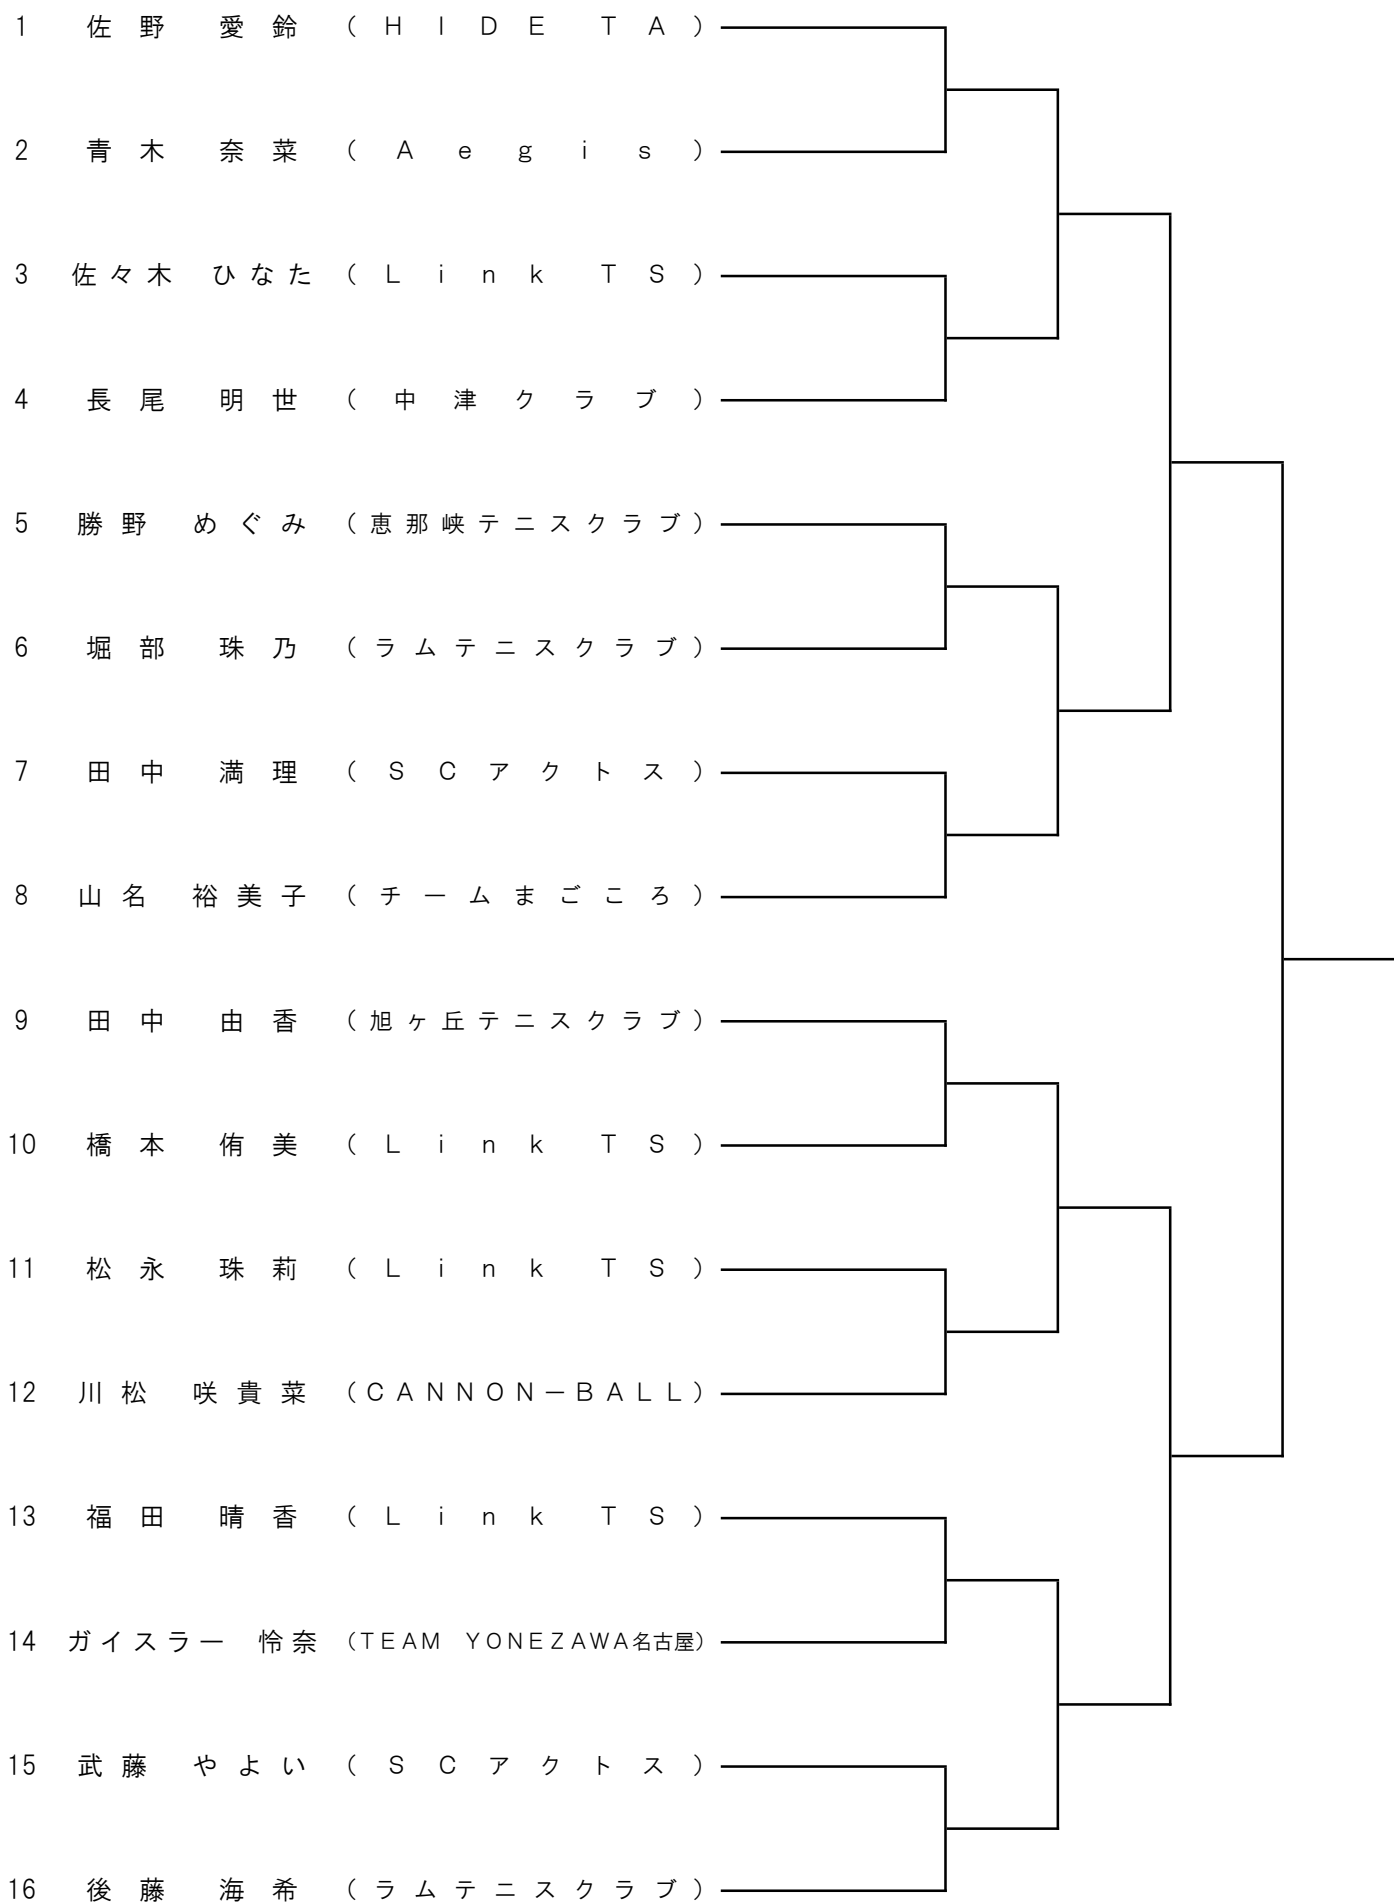 1 佐野 愛鈴 （HIDE TA）
2 青木 奈菜 （Aegis）
3 佐々木 ひなた （Link TS）
4 長尾 明世 （中津クラブ）
5 勝野 めぐみ （恵那峡テニスクラブ）
6 堀部 珠乃 （ラムテニスクラブ）
7 田中 満理 （SCアクトス）
8 山名 裕美子 （チームまごころ）
9 田中 由香 （旭ヶ丘テニスクラブ）
10 橋本 侑美 （Link TS）
11 松永 珠莉 （Link TS）
12 川松 咲貴菜 （CANNON－BALL）
13 福田 晴香 （Link TS）
14 ガイスラー 怜奈 （TEAM YONEZAWA名古屋）
15 武藤 やよい （SCアクトス）
16 後藤 海希 （ラムテニスクラブ）